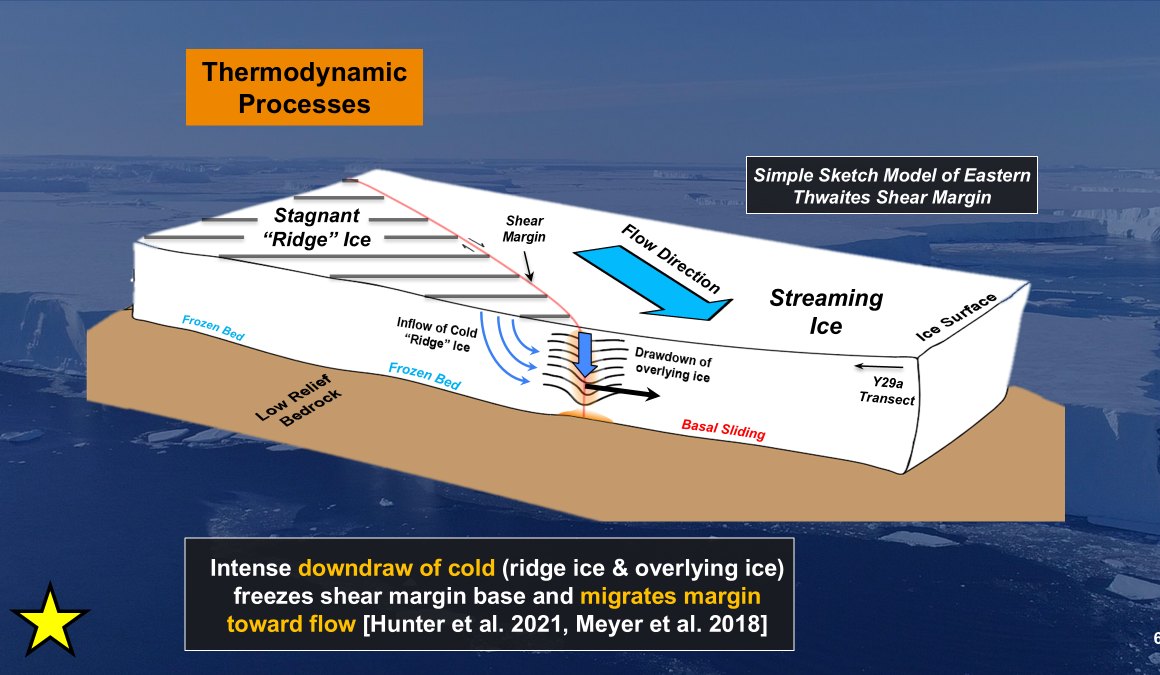 Thermodynamic
Processes
Simple Sketch Model of Eastern
Thwaites Shear Margin
Stagnant
“Ridge” Ice
Shear
Margin
Flow Direction
Streaming
Ice
Ice Surface
Inflow of Cold
“Ridge” Ice
Drawdown of
overlying ice
Y29a
Transect
Frozen Bed
Frozen Bed
Low Relief
Bedrock
Basal Sliding
Intense downdraw of cold (ridge ice & overlying ice)
freezes shear margin base and migrates margin
toward flow [Hunter et al. 2021, Meyer et al. 2018]
6